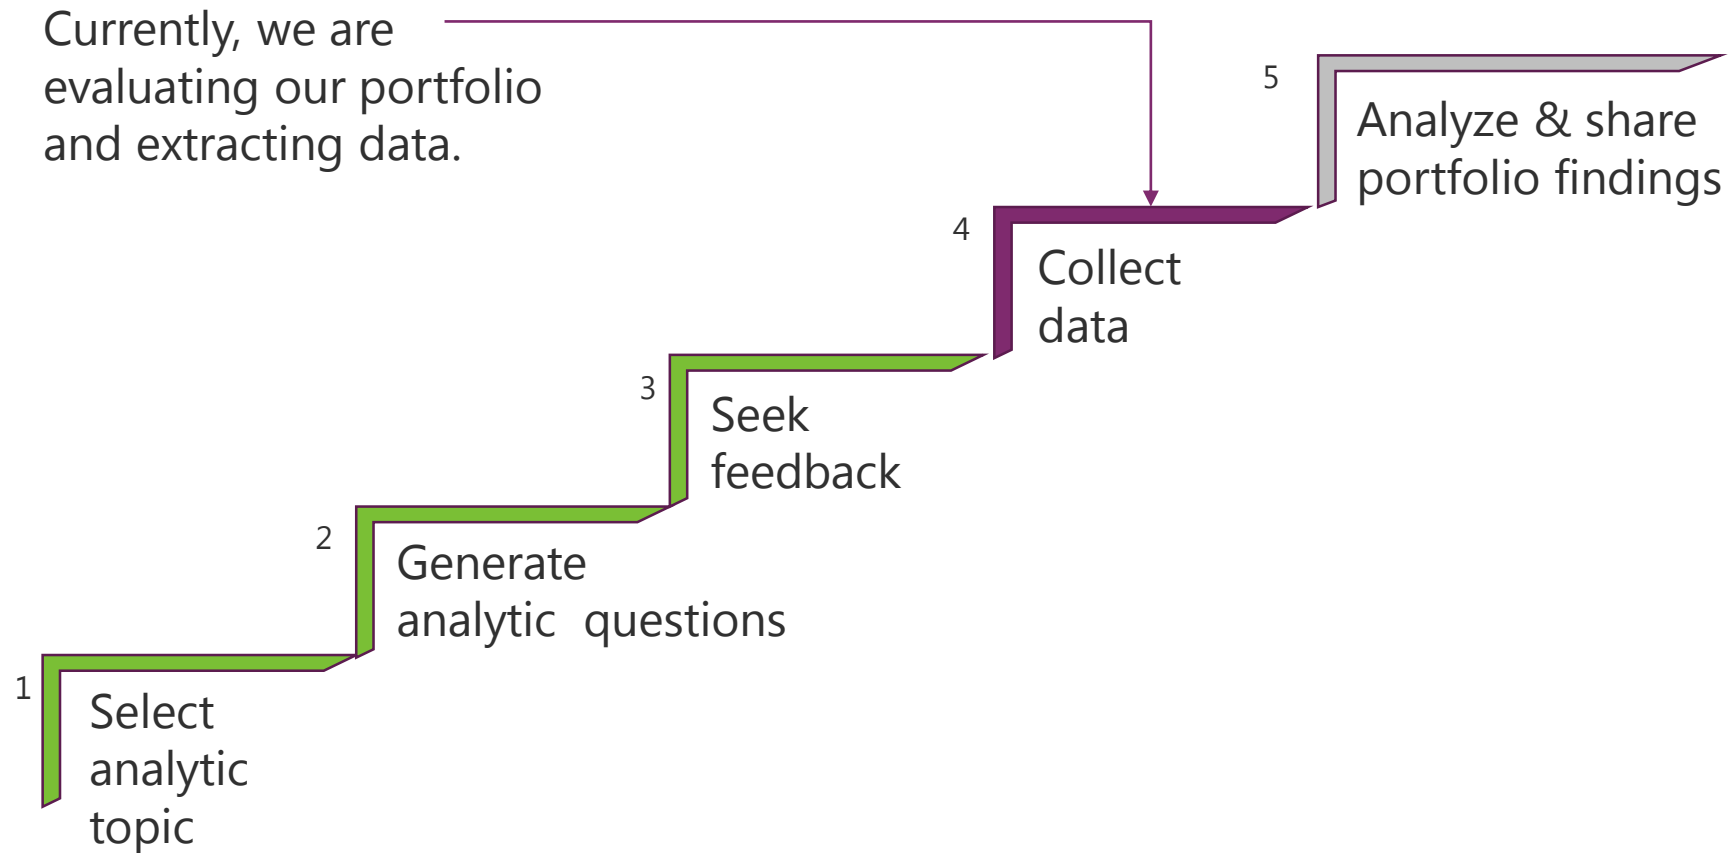 Currently, we are
evaluating our portfolio
and extracting data.
5
Analyze & share
portfolio findings
4
Collect
data
3
Seek
feedback
2
Generate
analytic  questions
1
Select
analytic
topic